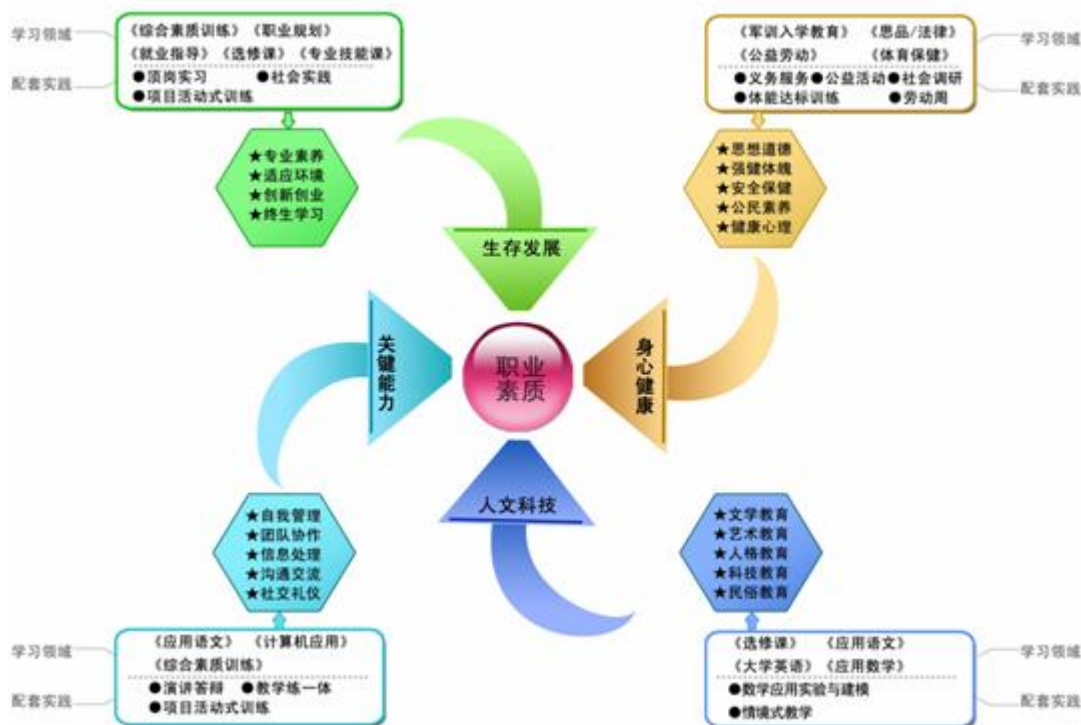 学习领域
《综合素质训练》《职业规划》
《就业指导》《选修课》《专业技能课》
配套实践
●顶岗实习 ●社会实践
●项目活动式训练
★专业素养
★适应环境
★创新创业
★终生学习
生存发展
《军训入学教育》 《思品/法律》
《公益劳动》 《体育保健》
学习领域
●义务服务●公益活动●社会调研
●体能达标训练 ●劳动周
配套实践
★思想道德
★强健体魄
★安全保健
★公民素养
★健康心理
身心健康
关键能力
职业
素质
人文科技
★自我管理
★团队协作
★信息处理
★沟通交流
★社交礼仪
学习领域
《应用语文》 《计算机应用》
《综合素质训练》
配套实践
●演讲答辩 ●教学练一体
●项目活动式训练
★文学教育
★艺术教育
★人格教育
★科技教育
★民俗教育
《选修课》 《应用语文》
《大学英语》《应用数学》
学习领域
●数学应用实验与建模
●情境式教学
配套实践